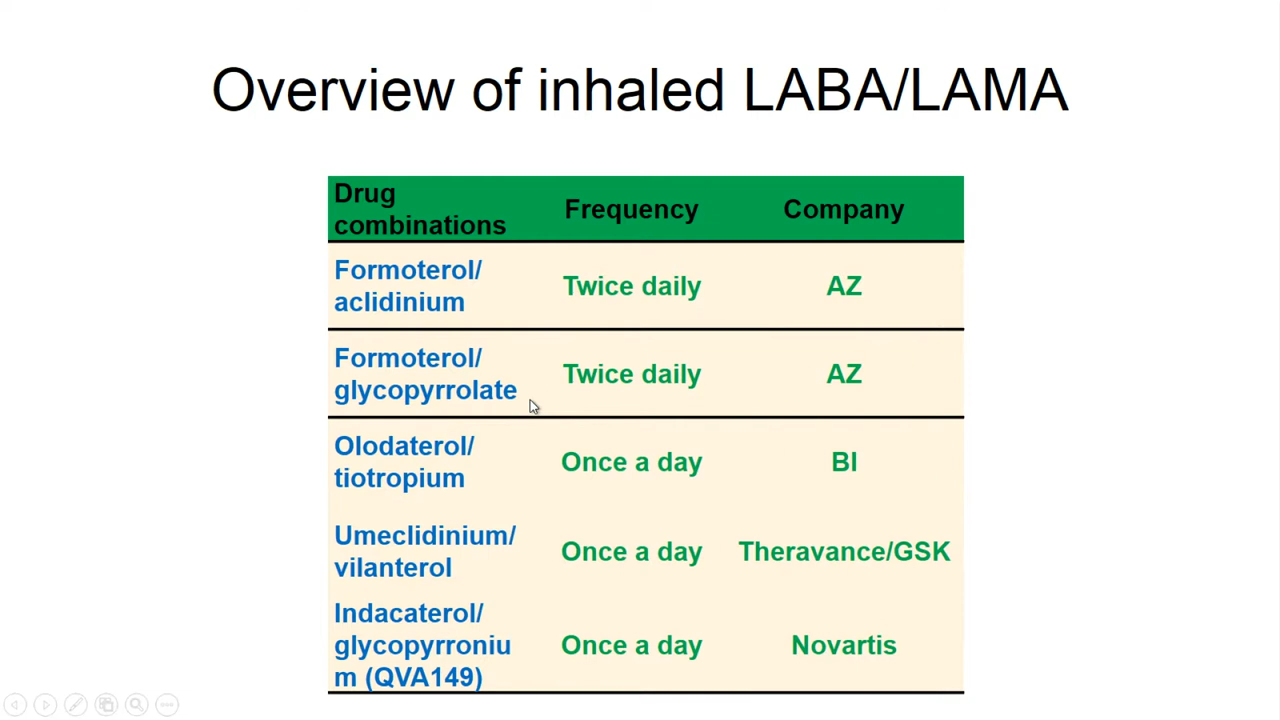 Overview of inhaled LABA/LAMA
Drug
combinations
Frequency
Company
Formoterol/
aclidinium
Twice daily
AZ
Formoterol/
glycopyrrolate
Twice daily
AZ
Olodaterol/
tiotropium
Once a day
BI
Umeclidinium/
vilanterol
Once a day
Theravance/GSK
Indacaterol/
glycopyrroniu
m (QVA149)
Once a day
Novartis